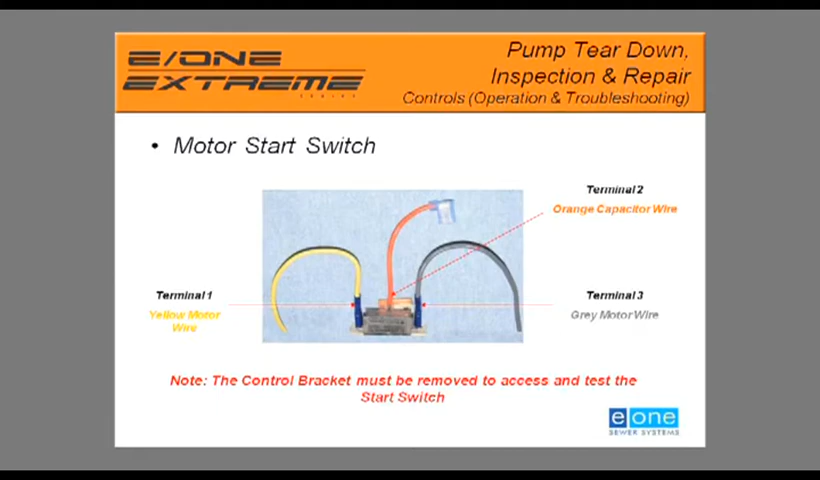 E/ONE
EXTREME
SERIES
Pump Tear Down,
Inspection & Repair
Controls (Operation & Troubleshooting)
• Motor Start Switch
Terminal 2
Orange Capacitor Wire
Terminal 1
Yellow Motor
Wire
Terminal 3
Grey Motor Wire
Note: The Control Bracket must be removed to access and test the
Start Switch
e one
SEWER SYSTEMS